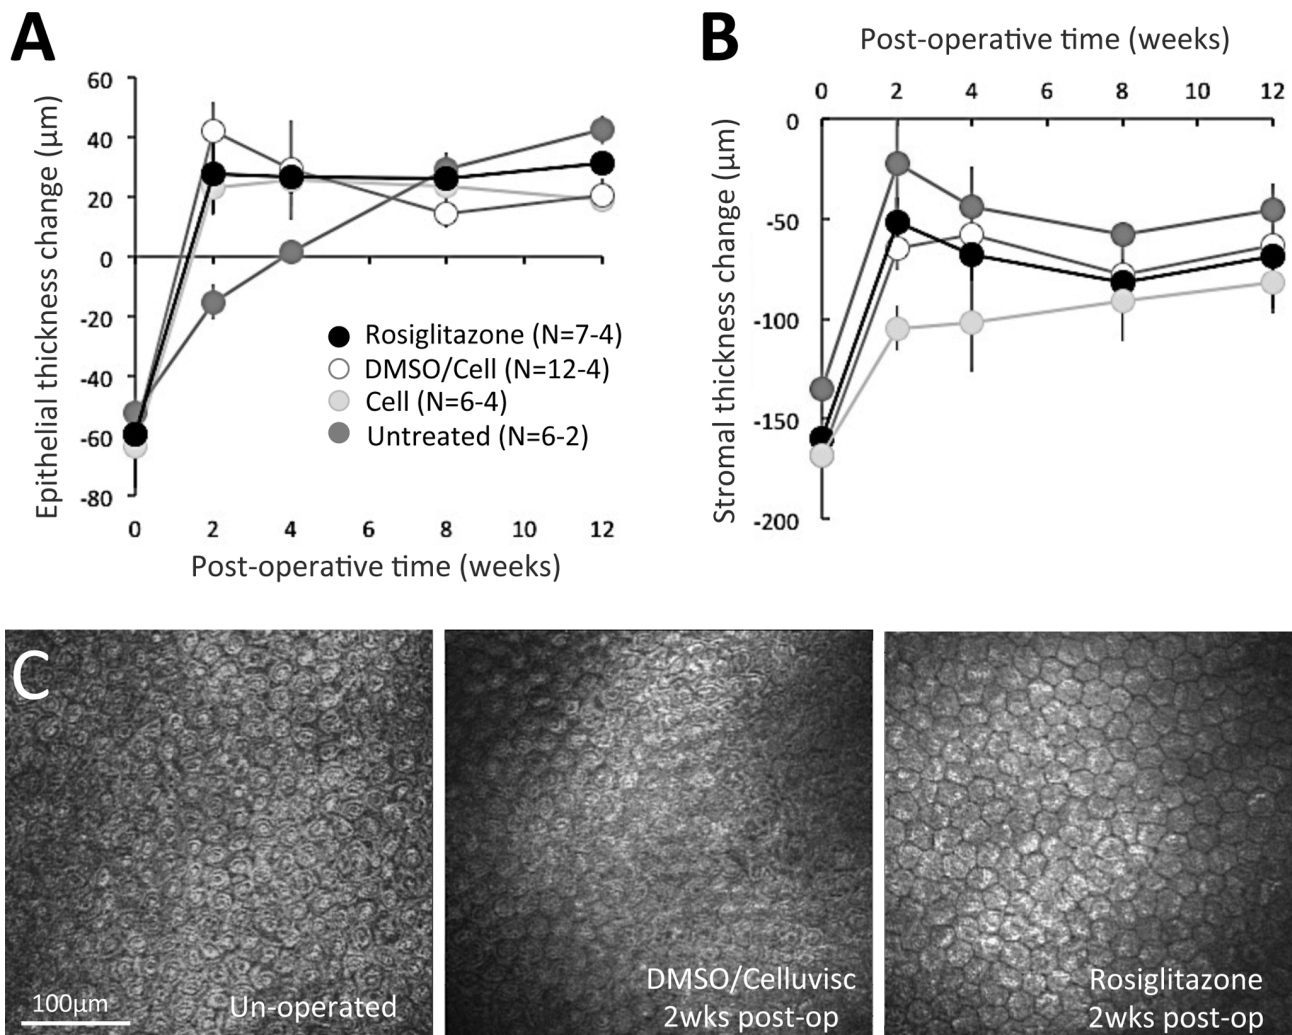 A
Epithelial thickness change (µm)
60
40
20
0
-20
-40
-60
-80
0 2 4 6 8 10 12
Post-operative time (weeks)
Rosiglitazone (N=7-4)
DMSO/Cell (N=12-4)
Cell (N=6-4)
Untreated (N=6-2)
B
Post-operative time (weeks)
0 2 4 6 8 10 12
Stromal thickness change (µm)
0
-50
-100
-150
-200
C
100µm
Un-operated
DMSO/Celluvisc
2wks post-op
Rosiglitazone
2wks post-op